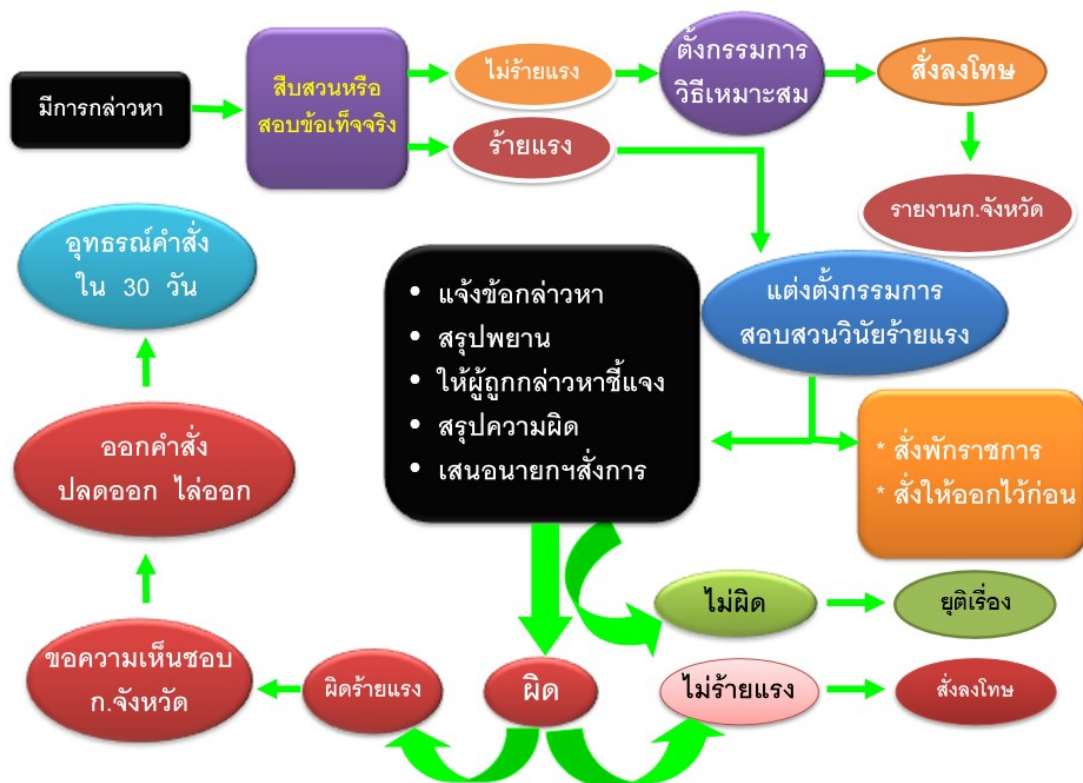 มีการกล่าวหา
สืบสวนหรือ
สอบข้อเท็จจริง
ไม่ร้ายแรง
ร้ายแรง
ตั้งกรรมการ
วิธีเหมาะสม
สั่งลงโทษ
รายงานก.จังหวัด
แต่งตั้งกรรมการ
สอบสวนวินัยร้ายแรง
* สั่งพักราชการ
* สั่งให้ออกไว้ก่อน
• แจ้งข้อกล่าวหา
• สรุปพยาน
• ให้ผู้ถูกกล่าวหาชี้แจง
• สรุปความผิด
• เสนอนายกฯสั่งการ
ไม่ผิด
ยุติเรื่อง
ผิด
ไม่ร้ายแรง
สั่งลงโทษ
ผิดร้ายแรง
ขอความเห็นชอบ
ก.จังหวัด
ออกคำสั่ง
ปลดออก ไล่ออก
อุทธรณ์คำสั่ง
ใน 30 วัน